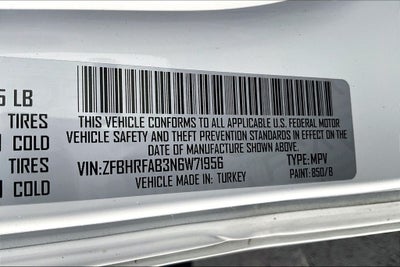 5 LB
TIRES
COLD
TIRES
COLD
THIS VEHICLE CONFORMS TO ALL APPLICABLE U.S. FEDERAL MOTOR
VEHICLE SAFETY AND THEFT PREVENTION STANDARDS IN EFFECT ON THE
DATE OF MANUFACTURE SHOWN ABOVE.
VIN:ZFBHRFAB3N6W71956 TYPE:MPV
VEHICLE MADE IN: TURKEY PAINT: 850/B